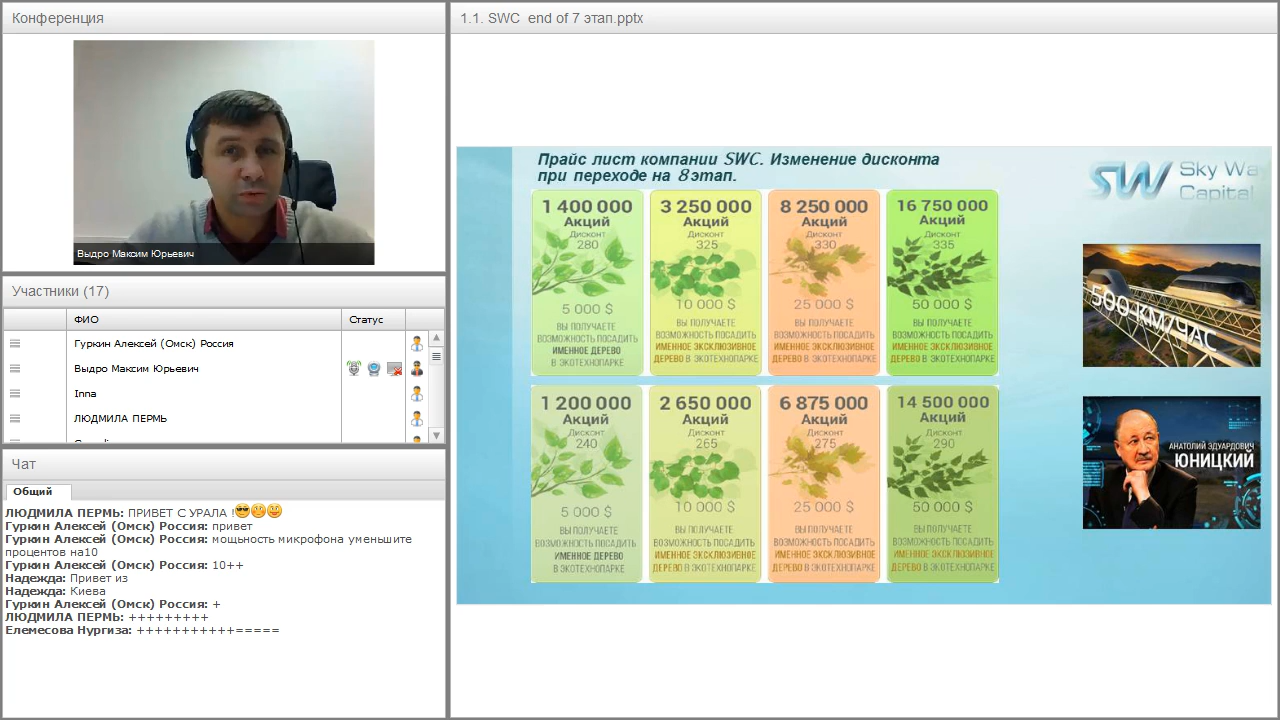 Конференция
Выдро Максим Юрьевич
Участники (17)
ФИО
Статус
Гуркин Алексей (Омск) Россия
Выдро Максим Юрьевич
Inna
ЛЮДМИЛА ПЕРМЬ
Чат
Общий
ЛЮДМИЛА ПЕРМЬ: ПРИВЕТ С УРАЛА !
Гуркин Алексей (Омск) Россия: привет
Гуркин Алексей (Омск) Россия: мощьность микрофона уменьшите
процентов на10
Гуркин Алексей (Омск) Россия: 10++
Надежда: Привет из
Надежда: Киева
Гуркин Алексей (Омск) Россия: +
ЛЮДМИЛА ПЕРМЬ: +++++++++
Елемесова Нургиза: +++++++++++=====
1.1. SWC end of 7 этап.pptx
Прайс лист компании SWC. Изменение дисконта
при переходе на 8 этап.
1 400 000
Акций
Дисконт
280
5 000 $
ВЫ ПОЛУЧАЕТЕ
ВОЗМОЖНОСТЬ ПОСАДИТЬ
ИМЕННОЕ ДЕРЕВО
В ЭКОТЕХНОПАРКЕ
3 250 000
Акций
Дисконт
325
10 000 $
ВЫ ПОЛУЧАЕТЕ
ВОЗМОЖНОСТЬ ПОСАДИТЬ
ИМЕННОЕ ЭКСКЛЮЗИВНОЕ
ДЕРЕВО В ЭКОТЕХНОПАРКЕ
8 250 000
Акций
Дисконт
330
25 000 $
ВЫ ПОЛУЧАЕТЕ
ВОЗМОЖНОСТЬ ПОСАДИТЬ
ИМЕННОЕ ЭКСКЛЮЗИВНОЕ
ДЕРЕВО В ЭКОТЕХНОПАРКЕ
16 750 000
Акций
Дисконт
335
50 000 $
ВЫ ПОЛУЧАЕТЕ
ВОЗМОЖНОСТЬ ПОСАДИТЬ
ИМЕННОЕ ЭКСКЛЮЗИВНОЕ
ДЕРЕВО В ЭКОТЕХНОПАРКЕ
1 200 000
Акций
Дисконт
240
5 000 $
ВЫ ПОЛУЧАЕТЕ
ВОЗМОЖНОСТЬ ПОСАДИТЬ
ИМЕННОЕ ДЕРЕВО
В ЭКОТЕХНОПАРКЕ
2 650 000
Акций
Дисконт
265
10 000 $
ВЫ ПОЛУЧАЕТЕ
ВОЗМОЖНОСТЬ ПОСАДИТЬ
ИМЕННОЕ ЭКСКЛЮЗИВНОЕ
ДЕРЕВО В ЭКОТЕХНОПАРКЕ
6 875 000
Акций
Дисконт
275
25 000 $
ВЫ ПОЛУЧАЕТЕ
ВОЗМОЖНОСТЬ ПОСАДИТЬ
ИМЕННОЕ ЭКСКЛЮЗИВНОЕ
ДЕРЕВО В ЭКОТЕХНОПАРКЕ
14 500 000
Акций
Дисконт
290
50 000 $
ВЫ ПОЛУЧАЕТЕ
ВОЗМОЖНОСТЬ ПОСАДИТЬ
ИМЕННОЕ ЭКСКЛЮЗИВНОЕ
ДЕРЕВО В ЭКОТЕХНОПАРКЕ
SW Sky Wa
Capital
500 КМ/ЧАС
АНАТОЛИЙ ЭДУАРДОВИЧ
ЮНИЦКИЙ